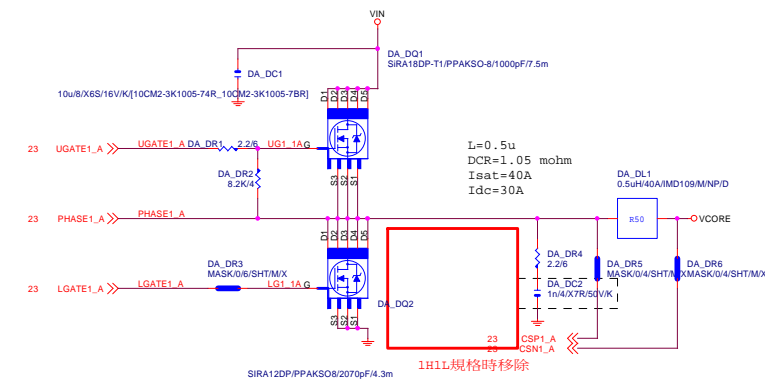 VIN
DA_DQ1
SiRA18DP-T1/PPAKSO-8/1000pF/7.5m
DA_DC1
10u/8/X6S/16V/K/[10CM2-3K1005-74R_10CM2-3K1005-7BR]
D1 D2 D3 D4 D5
23 UGATE1_A UGATE1_A DA_DR1 2.2/6 UG1_1A G
S3 S2 S1
DA_DR2
8.2K/4
L=0.5u
DCR=1.05 mohm
Isat=40A
Idc=30A
DA_DL1
0.5uH/40A/IMD109/M/NP/D
R50
VCORE
23 PHASE1_A PHASE1_A
D1 D2 D3 D4 D5
DA_DR3
MASK/0/6/SHT/M/X
23 LGATE1_A LGATE1_A LG1_1A G
S3 S2 S1
DA_DQ2
SIRA12DP/PPAKSO8/2070pF/4.3m
DA_DR4
2.2/6
DA_DC2
1n/4/X7R/50V/K
DA_DR5
MASK/0/4/SHT/M/X
DA_DR6
MASK/0/4/SHT/M/X
23 CSP1_A
23 CSN1_A
1H1L規格時移除